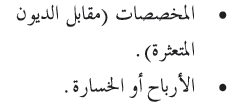 • المخصصات (مقابل الديون
المتعثرة).
• الأرباح أو الخسارة.